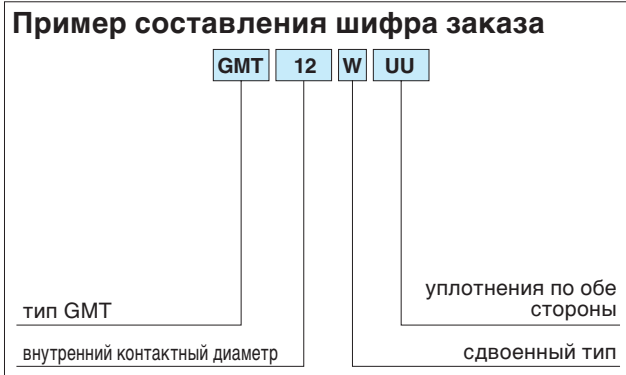 Пример составления шифра заказа
GMT 12 W UU
уплотнения по обе
стороны
тип GMT
внутренний контактный диаметр
сдвоенный тип